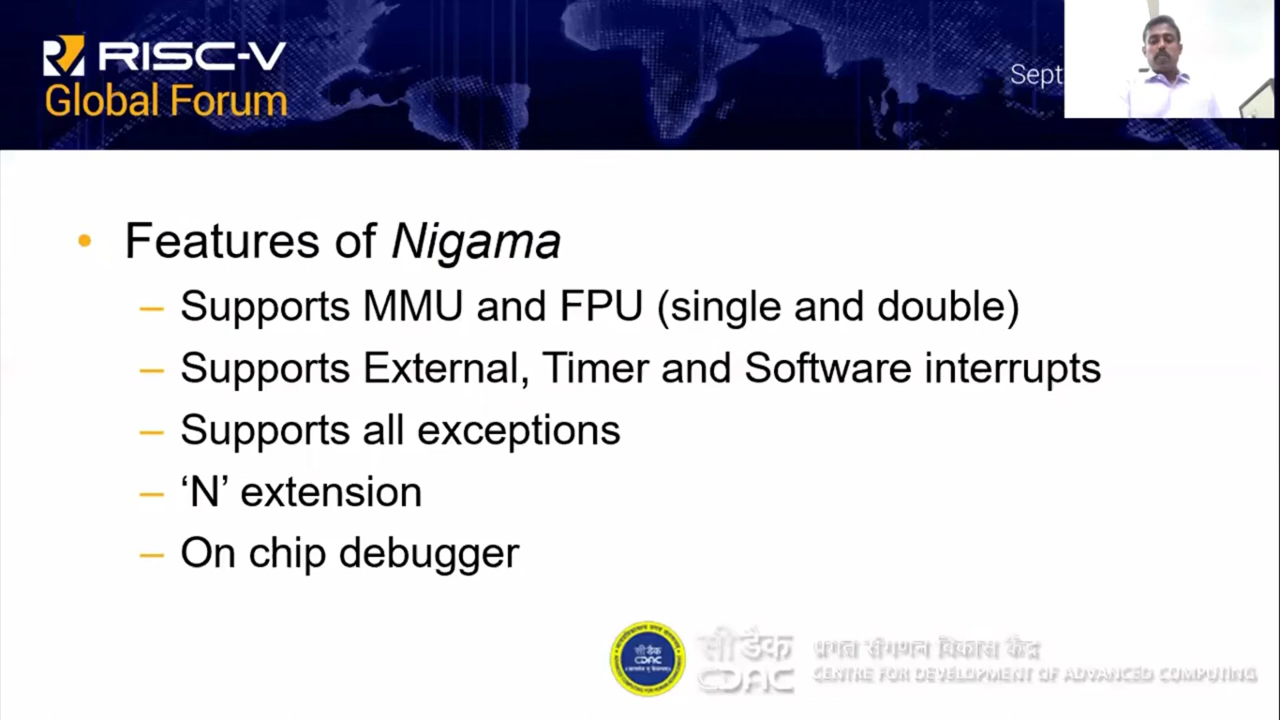 RISC-V
Global Forum
Sept
• Features of Nigama
– Supports MMU and FPU (single and double)
– Supports External, Timer and Software interrupts
– Supports all exceptions
– ‘N’ extension
– On chip debugger
सी डैक
CDAC
प्रगत संगणन विकास केंद्र
CENTRE FOR DEVELOPMENT OF ADVANCED COMPUTING